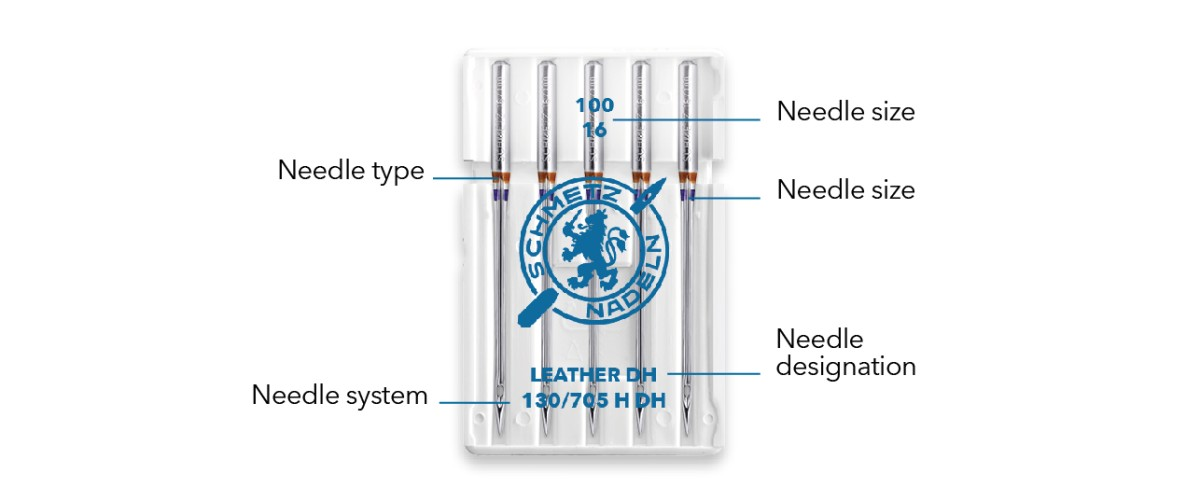 100
16
Needle size
Needle type
Needle size
SCHMETZ
NADELN
Needle
designation
LEATHER DH
Needle system
130/705 H DH